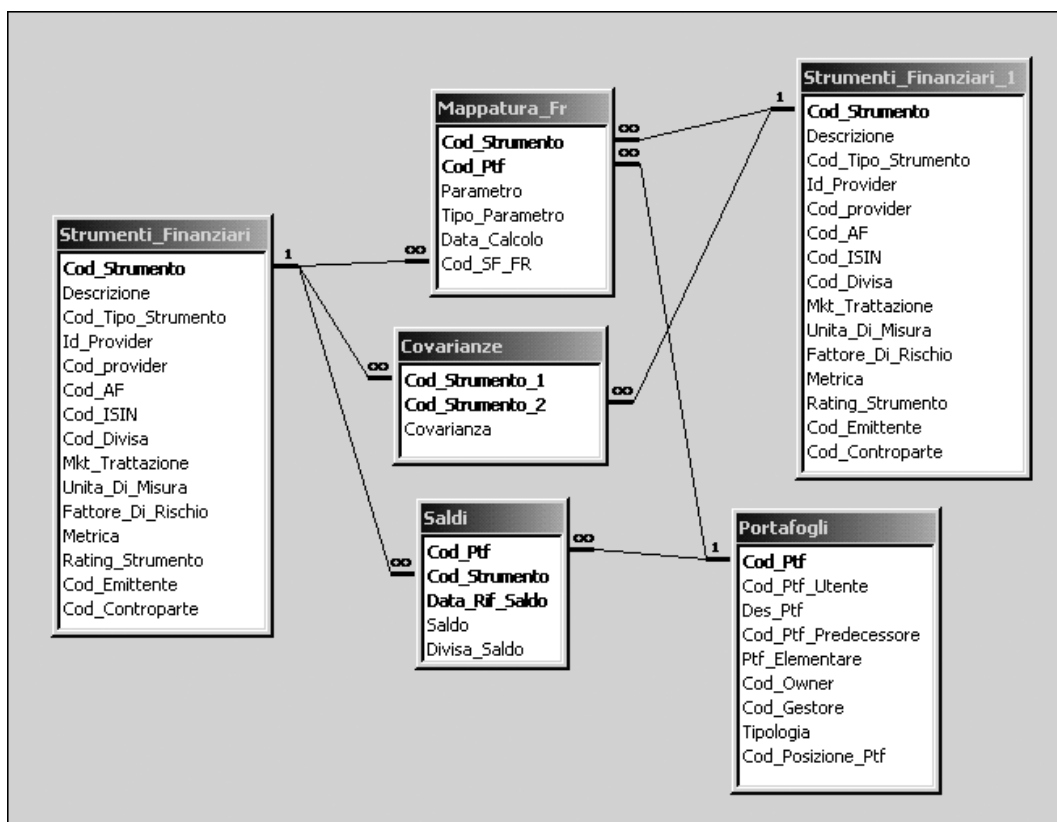 Strumenti_Finanziari
Cod_Strumento
Descrizione
Cod_Tipo_Strumento
Id_Provider
Cod_provider
Cod_AF
Cod_ISIN
Cod_Divisa
Mkt_Trattazione
Unita_Di_Misura
Fattore_Di_Rischio
Metrica
Rating_Strumento
Cod_Emittente
Cod_Controparte
1
∞
∞
∞
Mappatura_Fr
Cod_Strumento
Cod_Ptf
Parametro
Tipo_Parametro
Data_Calcolo
Cod_SF_FR
∞
∞
Covarianze
Cod_Strumento_1
Cod_Strumento_2
Covarianza
∞
Saldi
Cod_Ptf
Cod_Strumento
Data_Rif_Saldo
Saldo
Divisa_Saldo
∞
1
Strumenti_Finanziari_1
Cod_Strumento
Descrizione
Cod_Tipo_Strumento
Id_Provider
Cod_provider
Cod_AF
Cod_ISIN
Cod_Divisa
Mkt_Trattazione
Unita_Di_Misura
Fattore_Di_Rischio
Metrica
Rating_Strumento
Cod_Emittente
Cod_Controparte
1
Portafogli
Cod_Ptf
Cod_Ptf_Utente
Des_Ptf
Cod_Ptf_Predecessore
Ptf_Elementare
Cod_Owner
Cod_Gestore
Tipologia
Cod_Posizione_Ptf